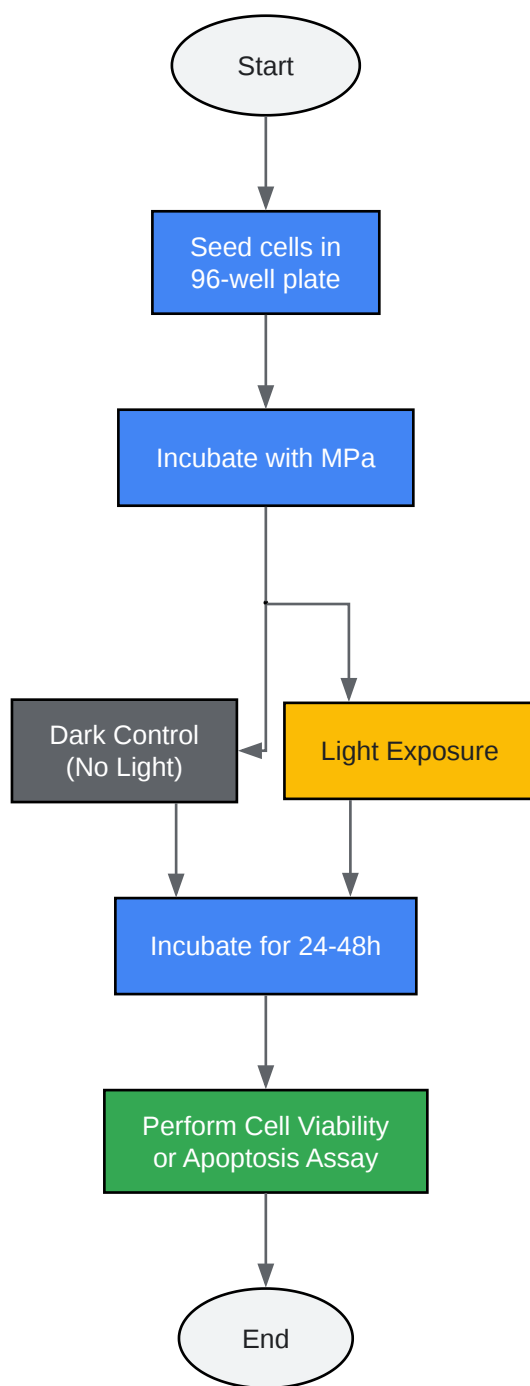 Start
Seed cells in
96-well plate
Incubate with MPa
Dark Control
(No Light)
Light Exposure
Incubate for 24-48h
Perform Cell Viability
or Apoptosis Assay
End